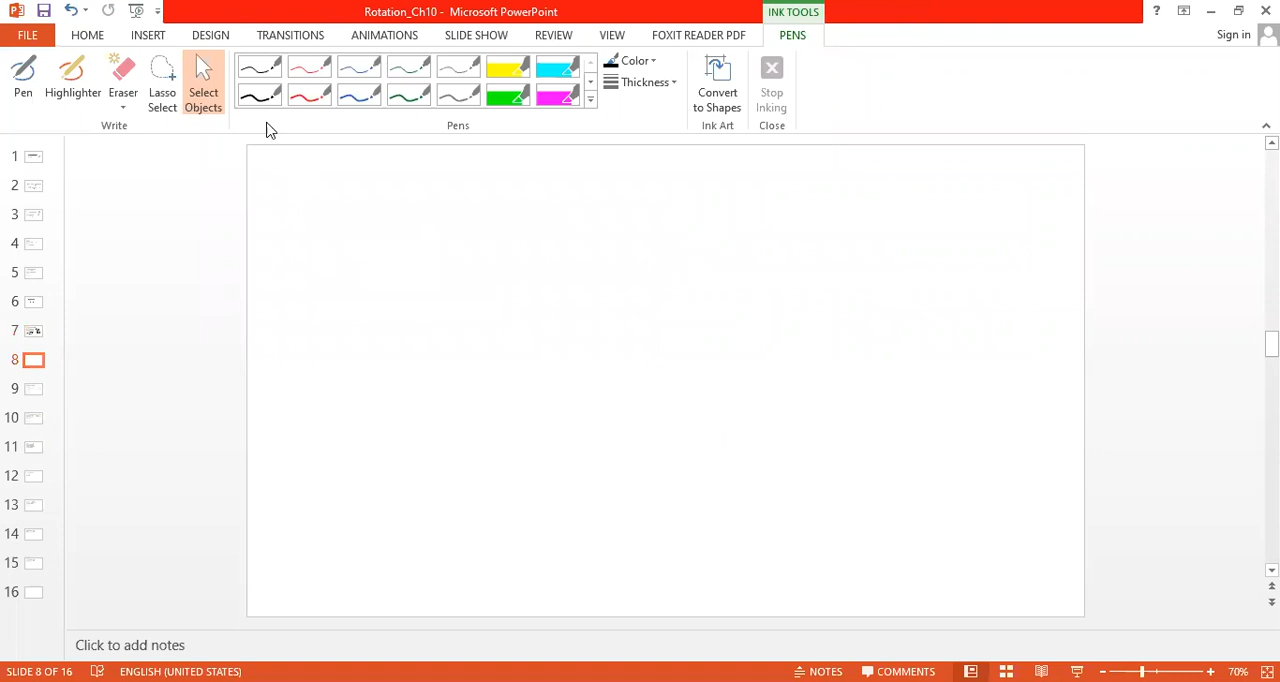 Rotation_Ch10 - Microsoft PowerPoint
INK TOOLS
?
FILE HOME INSERT DESIGN TRANSITIONS ANIMATIONS SLIDE SHOW REVIEW VIEW FOXIT READER PDF PENS
Sign in
Pen
Highlighter
Eraser
Lasso
Select
Select
Objects
Color
Thickness
Convert
to Shapes
Stop
Inking
Write
Pens
Ink Art
Close
1
2
3
4
5
6
7
8
9
10
11
12
13
14
15
16
Click to add notes
SLIDE 8 OF 16 ENGLISH (UNITED STATES) NOTES COMMENTS 70%